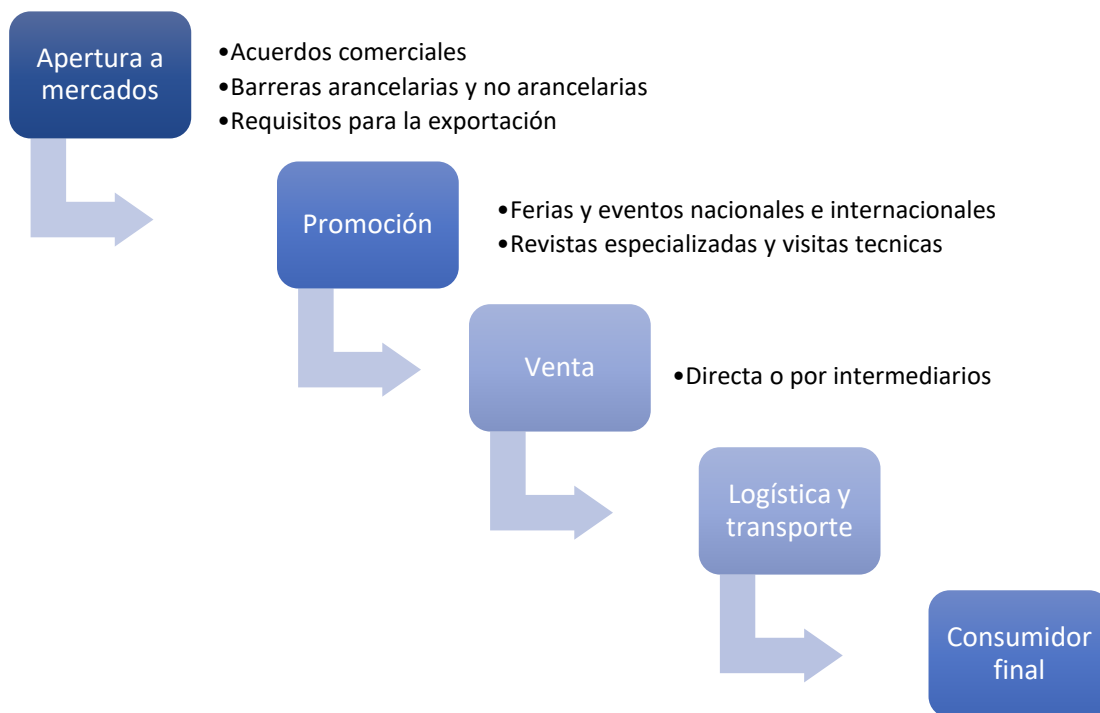 Apertura a
mercados
•Acuerdos comerciales
•Barreras arancelarias y no arancelarias
•Requisitos para la exportación
Promoción
•Ferias y eventos nacionales e internacionales
•Revistas especializadas y visitas tecnicas
Venta
•Directa o por intermediarios
Logística y
transporte
Consumidor
final